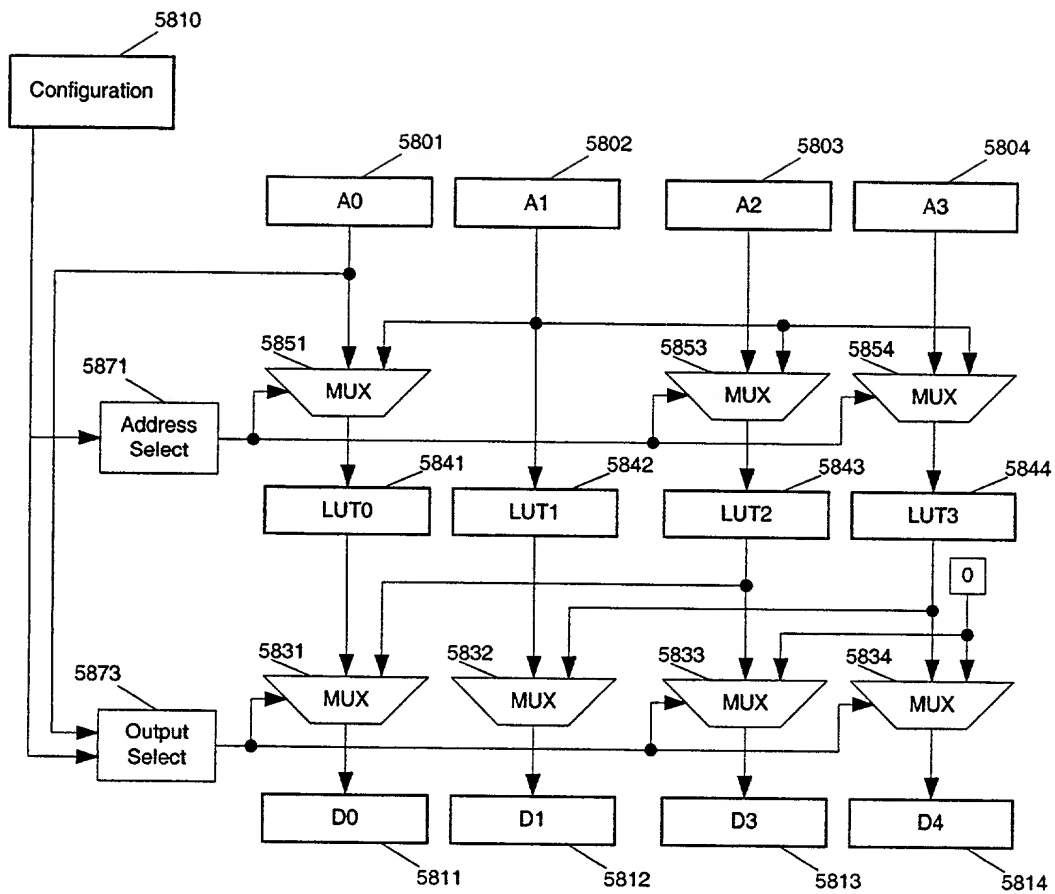 5810
Configuration
5801
5802
5803
5804
A0
A1
A2
A3
5851
5853
5854
5871
MUX
MUX
MUX
Address
Select
5841
5842
5843
5844
LUT0
LUT1
LUT2
LUT3
0
5831
5832
5833
5834
5873
MUX
MUX
MUX
MUX
Output
Select
D0
D1
D3
D4
5811
5812
5813
5814